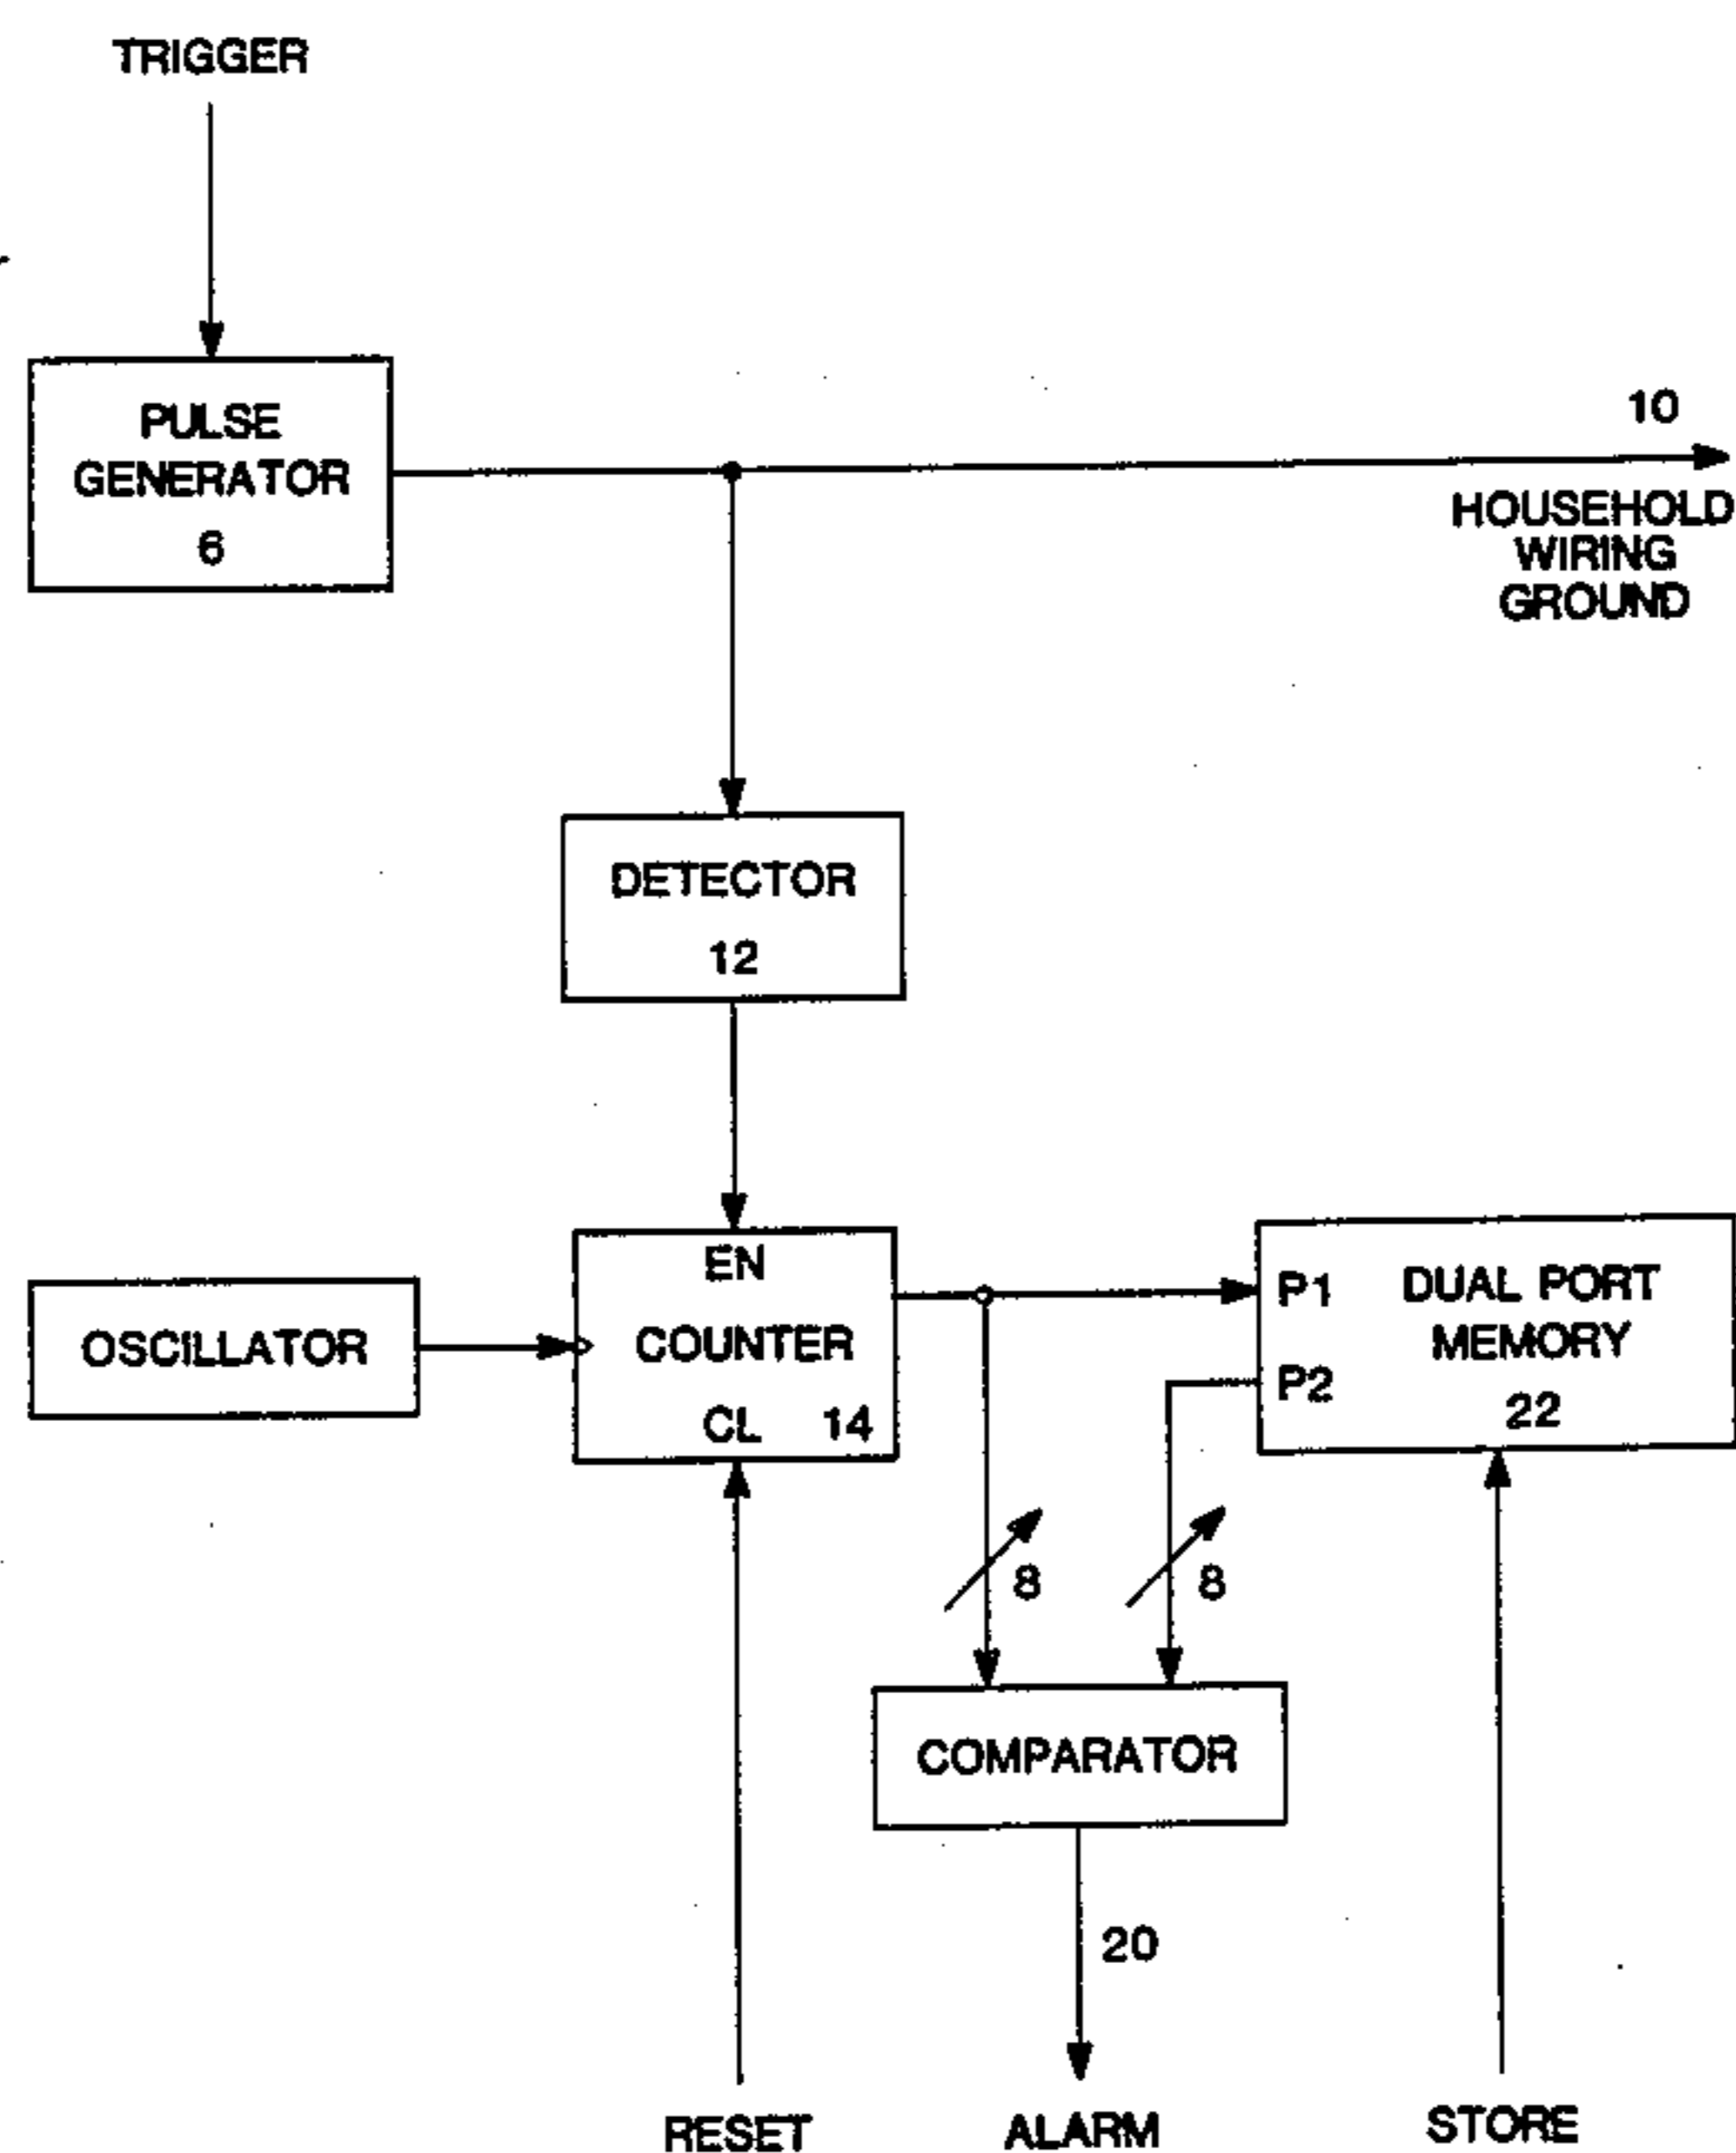 TRIGGER
PULSE
GENERATOR
6
10
HOUSEHOLD
WIRING
GROUND
DETECTOR
12
EN
COUNTER
CL 14
OSCILLATOR
P1
DUAL PORT
MEMORY
P2
22
8
8
COMPARATOR
20
RESET
ALARM
STORE